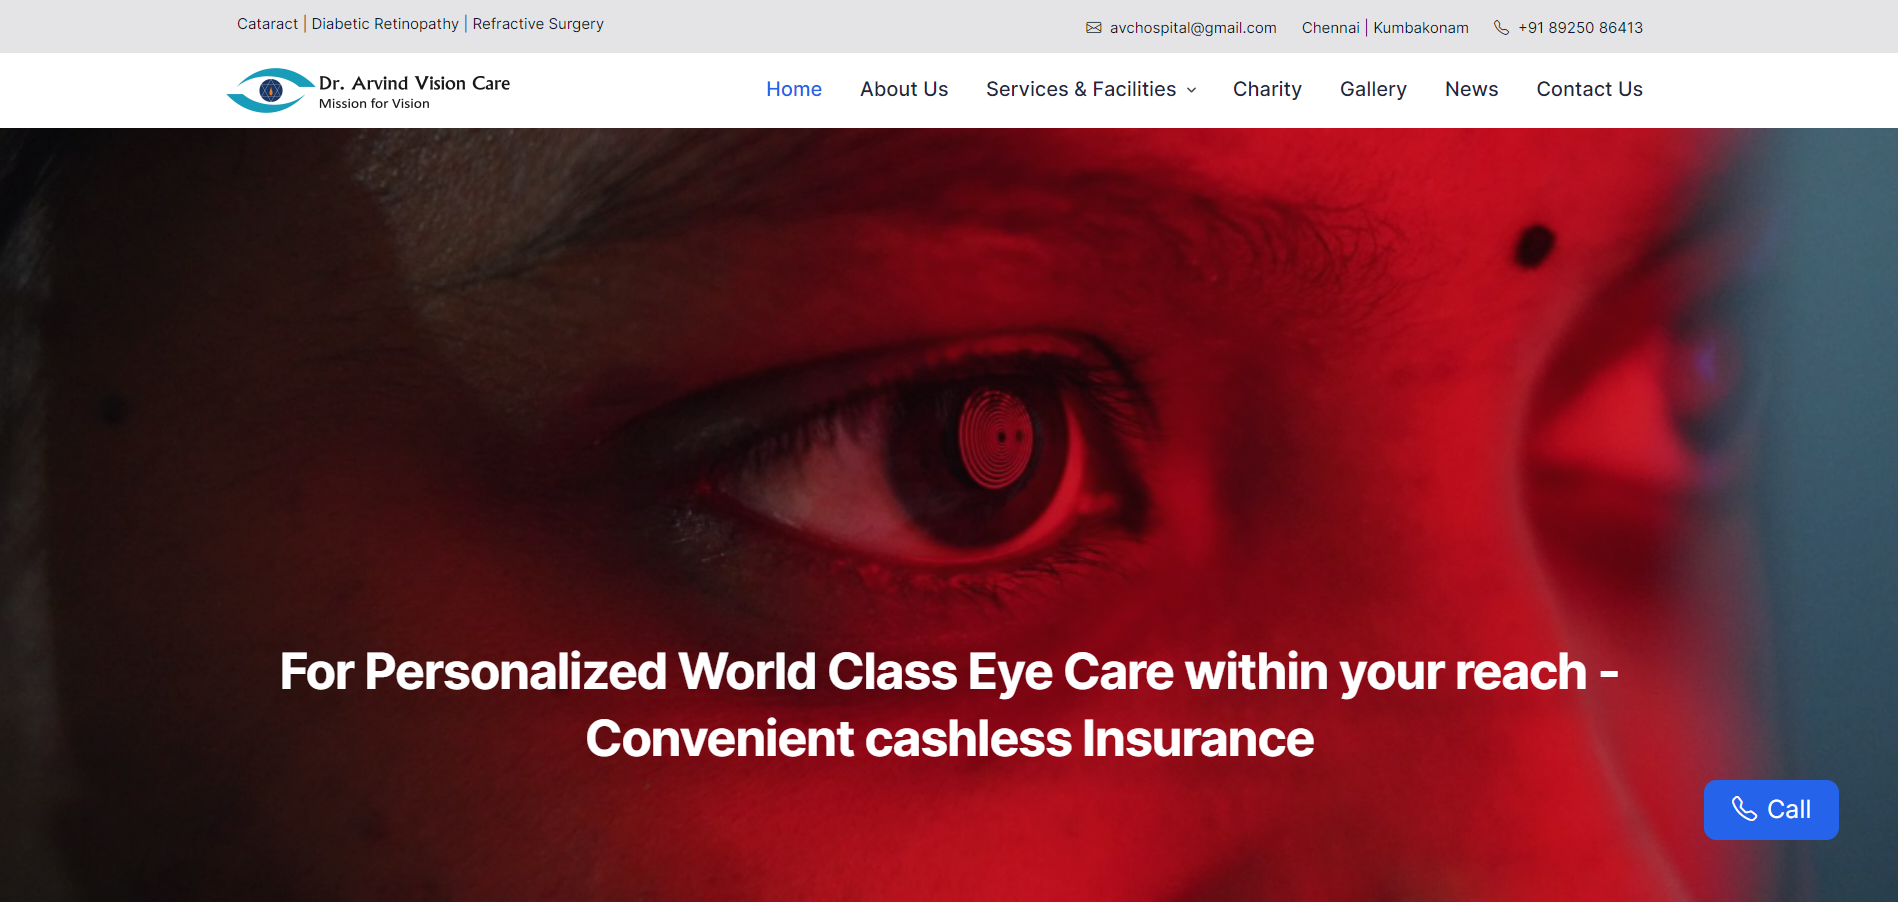 Cataract | Diabetic Retinopathy | Refractive Surgery
avchospital@gmail.com
Chennai | Kumbakonam
+91 89250 86413
Dr. Arvind Vision Care
Mission for Vision
Home
About Us
Services & Facilities
Charity
Gallery
News
Contact Us
For Personalized World Class Eye Care within your reach -
Convenient cashless Insurance
Call